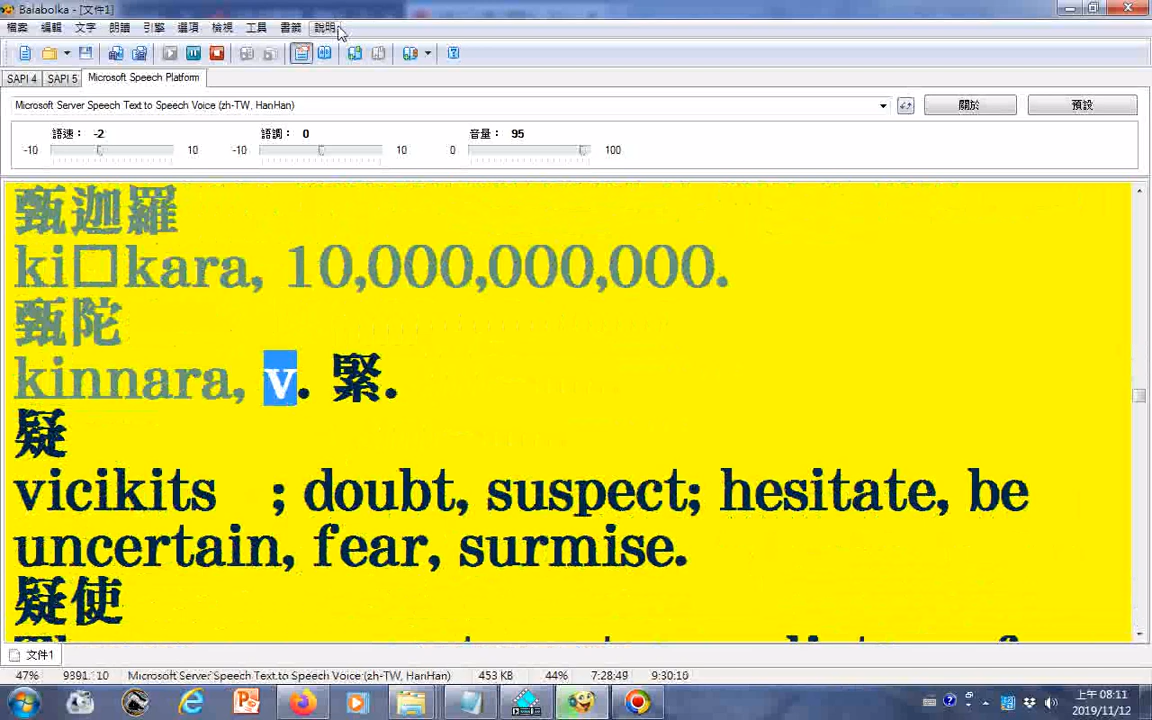 Balabolka - [文件1]
檔案 編輯 文字 朗讀 引擎 選項 檢視 工具 書籤 說明
SAPI 4 SAPI 5 Microsoft Speech Platform
Microsoft Server Speech Text to Speech Voice (zh-TW, HanHan) 關於 預設
語速： -2 語調： 0 音量： 95
-10 10 -10 10 0 100
甄迦羅
ki□kara, 10,000,000,000.
甄陀
kinnara, v. 緊.
疑
vicikits ; doubt, suspect; hesitate, be
uncertain, fear, surmise.
疑使
文件1
47% 9391:10 Microsoft Server Speech Text to Speech Voice (zh-TW, HanHan) 453 KB 44% 7:28:49 9:30:10
上午 08:11
2019/11/12